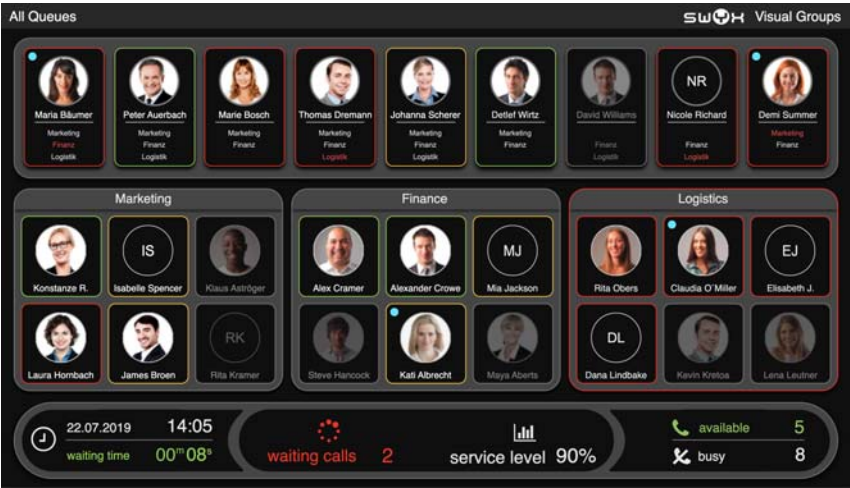 All Queues
swyx Visual Groups
Maria Bäumer
Marketing
Finanz
Logistik
Peter Auerbach
Marketing
Finanz
Logistik
Marie Bosch
Marketing
Finanz
Thomas Dremann
Marketing
Finanz
Logistik
Johanna Scherer
Marketing
Finanz
Logistik
Detlef Wirtz
Marketing
Finanz
David Williams
Finanz
Logistik
NR
Nicole Richard
Finanz
Logistik
Demi Summer
Marketing
Finanz
Marketing
Konstanze R.
IS
Isabelle Spencer
Klaus Aströger
Laura Hornbach
James Broen
RK
Rita Kramer
Finance
Alex Cramer
Alexander Crowe
MJ
Mia Jackson
Steve Hancock
Kati Albrecht
Maya Aberts
Logistics
Rita Obers
Claudia O´Miller
EJ
Elisabeth J.
DL
Dana Lindbake
Kevin Kretoa
Lena Leutner
22.07.2019 14:05
waiting time 00m 08s
waiting calls 2
service level 90%
available 5
busy 8